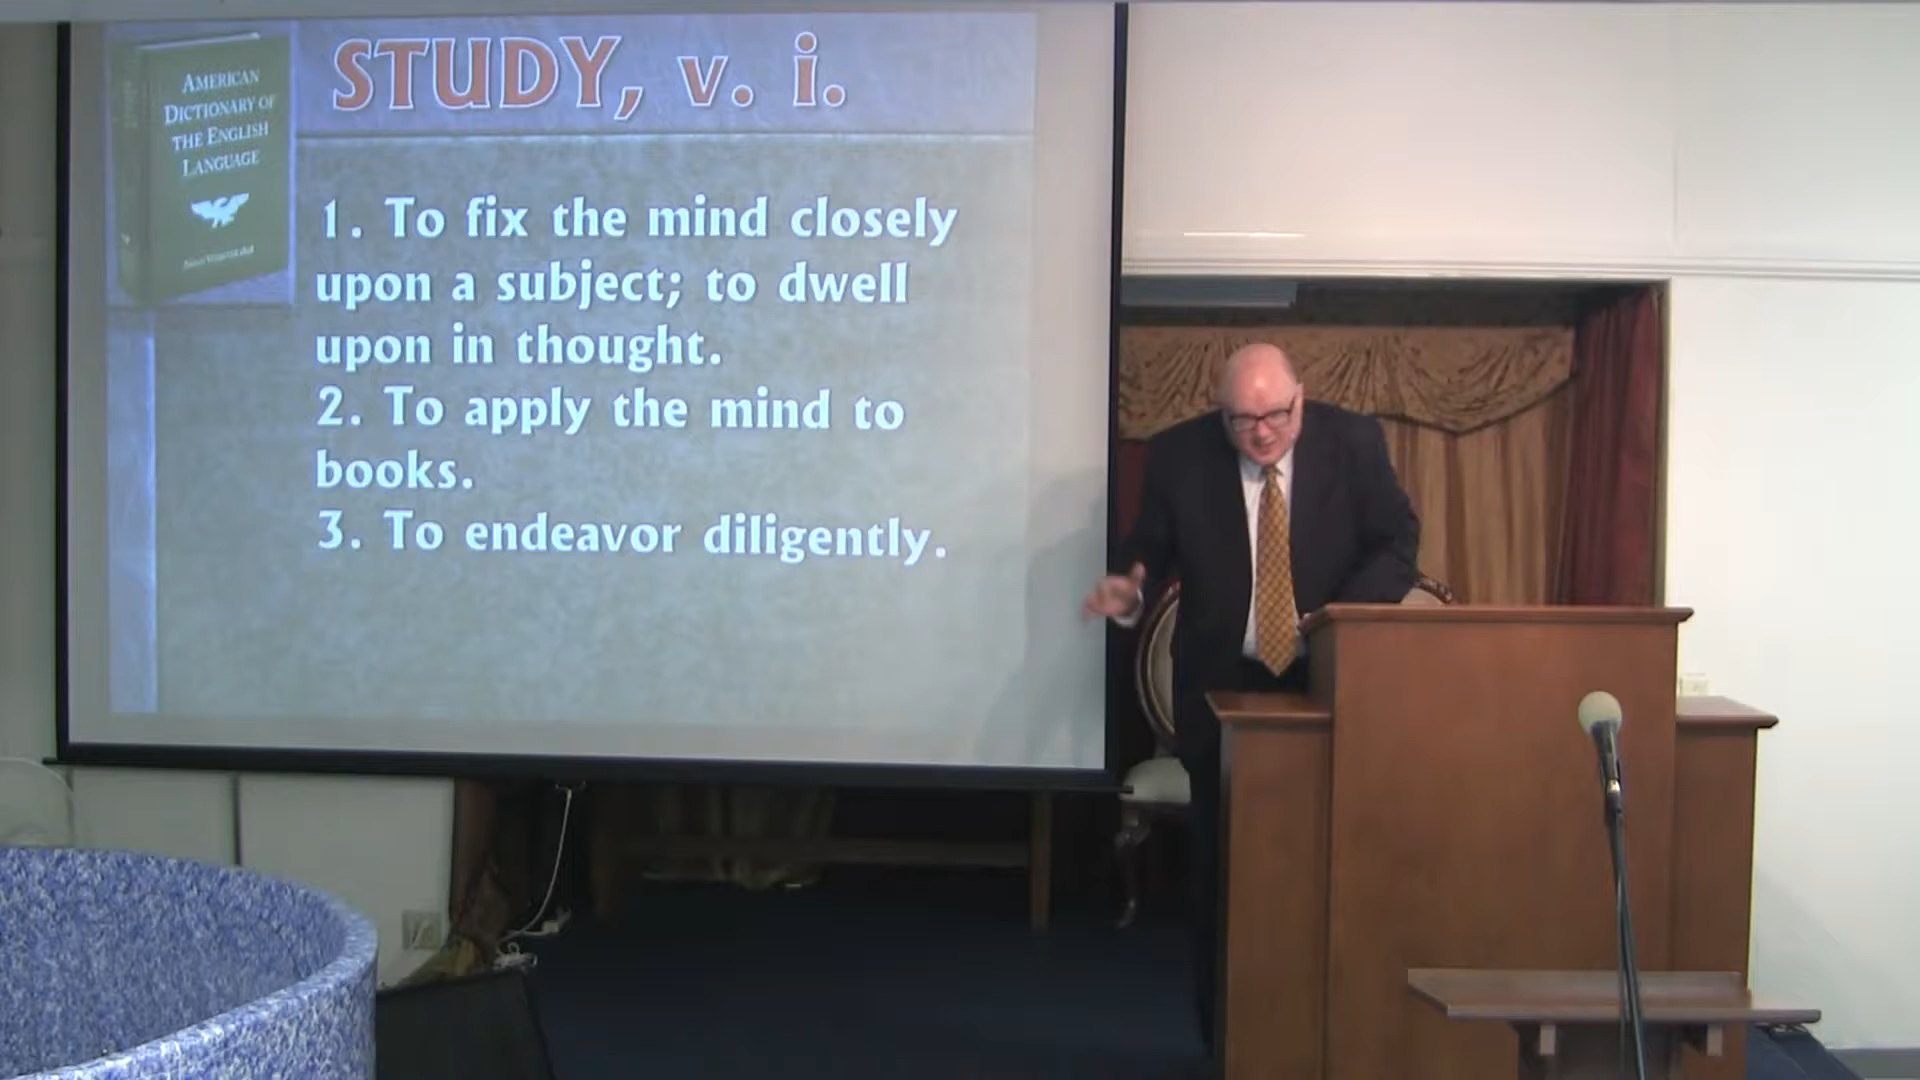 AMERICAN
DICTIONARY OF
THE ENGLISH
LANGUAGE
STUDY, v. i.
1. To fix the mind closely
upon a subject; to dwell
upon in thought.
2. To apply the mind to
books.
3. To endeavor diligently.